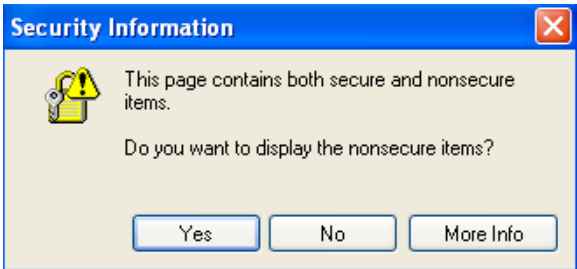 Security Information
This page contains both secure and nonsecure
items.
Do you want to display the nonsecure items?
Yes
No
More Info